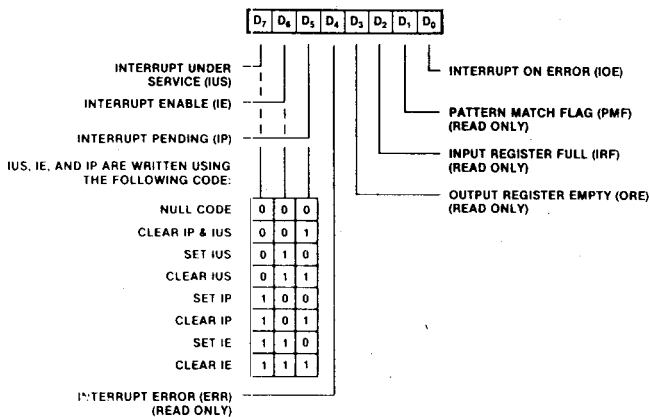 D7 D6 D5 D4 D3 D2 D1 D0
INTERRUPT UNDER
SERVICE (IUS)
INTERRUPT ENABLE (IE)
INTERRUPT PENDING (IP)
IUS, IE, AND IP ARE WRITTEN USING
THE FOLLOWING CODE:
NULL CODE 0 0 0
CLEAR IP & IUS 0 0 1
SET IUS 0 1 0
CLEAR IUS 0 1 1
SET IP 1 0 0
CLEAR IP 1 0 1
SET IE 1 1 0
CLEAR IE 1 1 1
INTERRUPT ERROR (ERR)
(READ ONLY)
INTERRUPT ON ERROR (IOE)
PATTERN MATCH FLAG (PMF)
(READ ONLY)
INPUT REGISTER FULL (IRF)
(READ ONLY)
OUTPUT REGISTER EMPTY (ORE)
(READ ONLY)